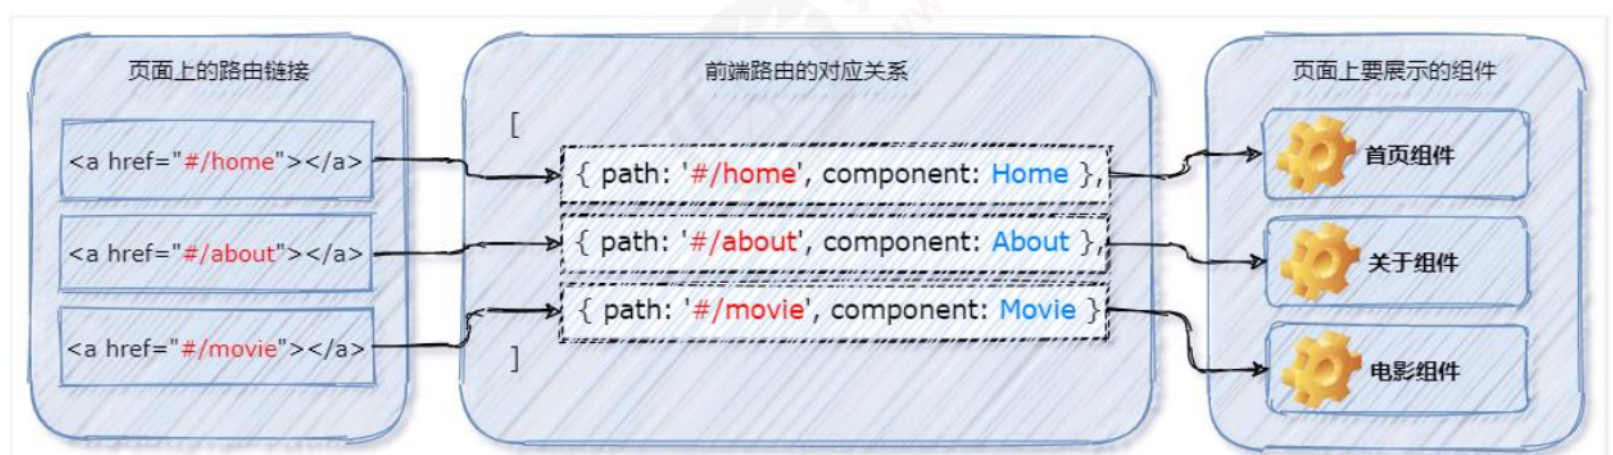 页面上的路由链接
<a href="#/home"></a>
<a href="#/about"></a>
<a href="#/movie"></a>
前端路由的对应关系
[
{ path: '#/home', component: Home },
{ path: '#/about', component: About },
{ path: '#/movie', component: Movie }
]
页面上要展示的组件
首页组件
关于组件
电影组件